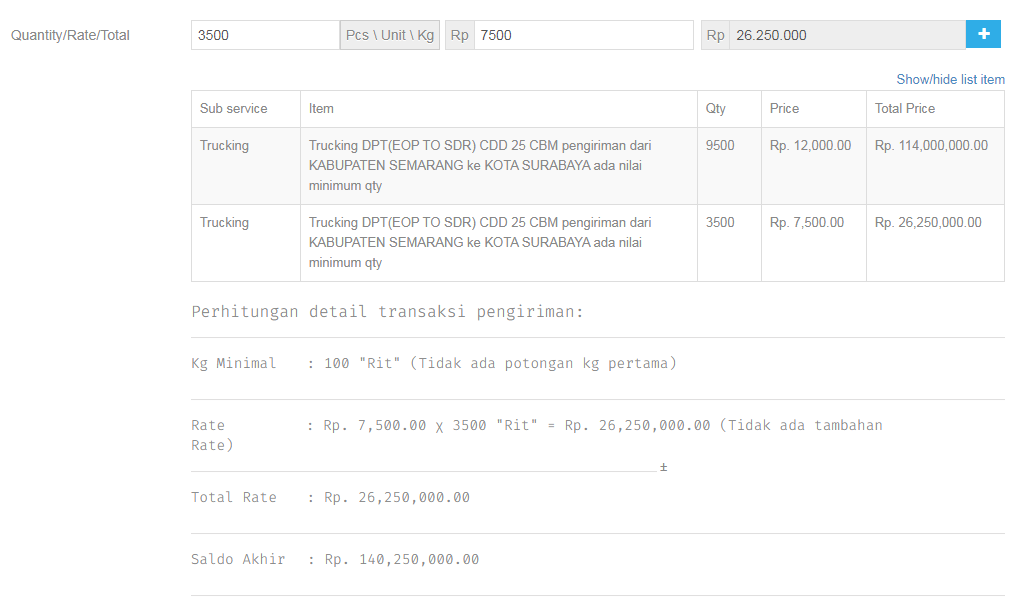 Quantity/Rate/Total 3500 Pcs \ Unit \ Kg Rp 7500 Rp 26.250.000 +
Show/hide list item
Sub service Item Qty Price Total Price
Trucking Trucking DPT(EOP TO SDR) CDD 25 CBM pengiriman dari 9500 Rp. 12,000.00 Rp. 114,000,000.00
KABUPATEN SEMARANG ke KOTA SURABAYA ada nilai
minimum qty
Trucking Trucking DPT(EOP TO SDR) CDD 25 CBM pengiriman dari 3500 Rp. 7,500.00 Rp. 26,250,000.00
KABUPATEN SEMARANG ke KOTA SURABAYA ada nilai
minimum qty
Perhitungan detail transaksi pengiriman:
Kg Minimal : 100 "Rit" (Tidak ada potongan kg pertama)
Rate : Rp. 7,500.00 χ 3500 "Rit" = Rp. 26,250,000.00 (Tidak ada tambahan
Rate)
±
Total Rate : Rp. 26,250,000.00
Saldo Akhir : Rp. 140,250,000.00